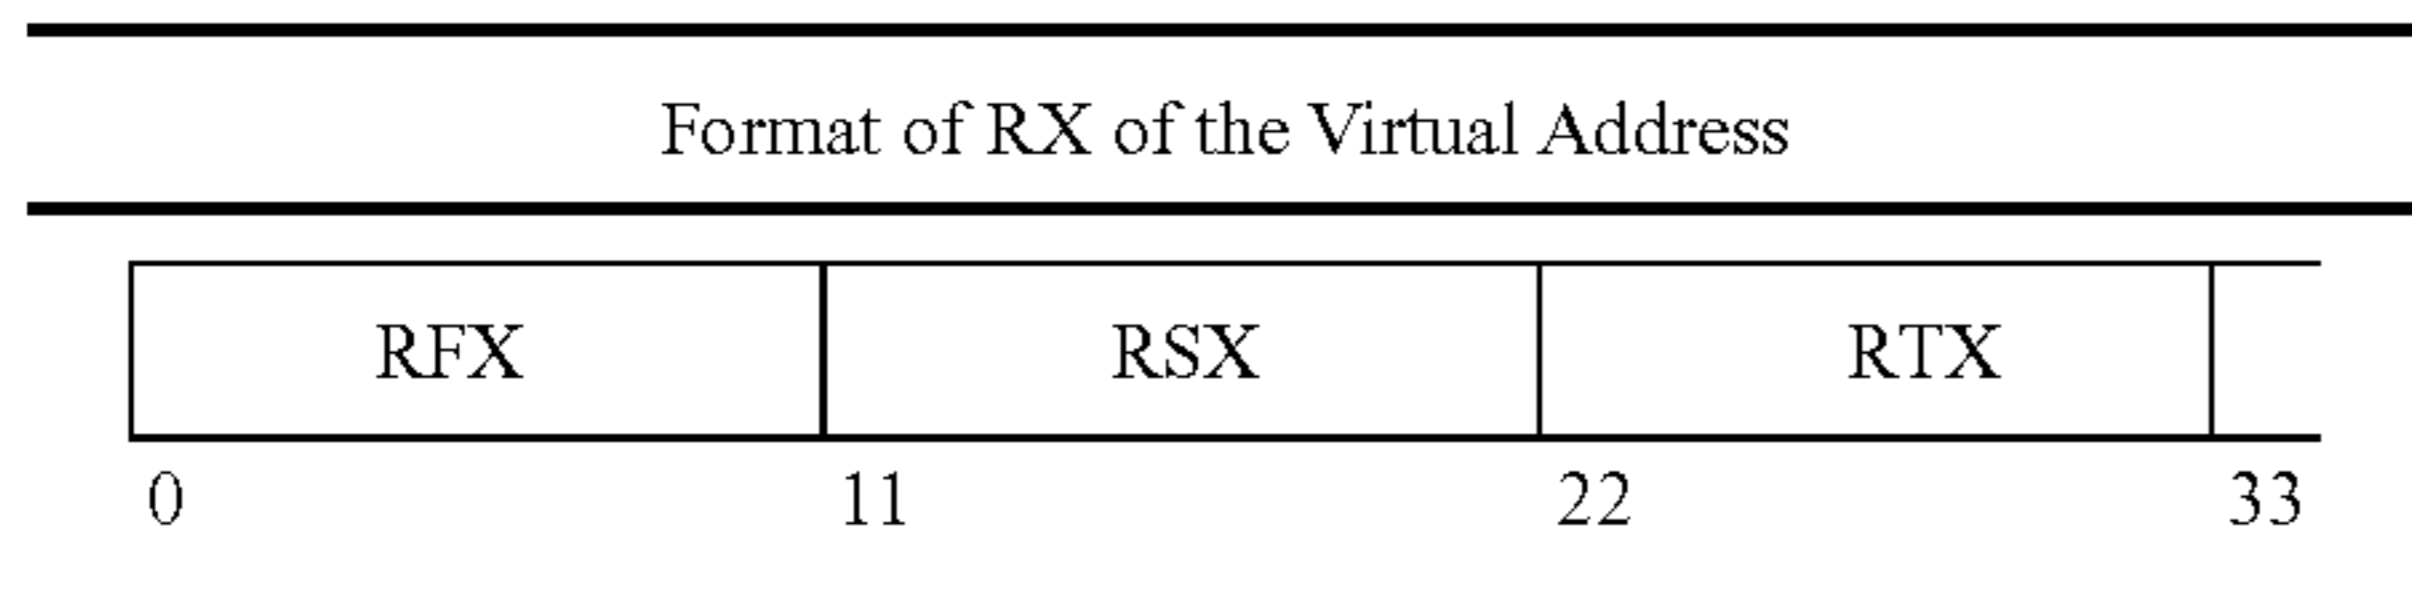 Format of RX of the Virtual Address
RFX RSX RTX
0 11 22 33